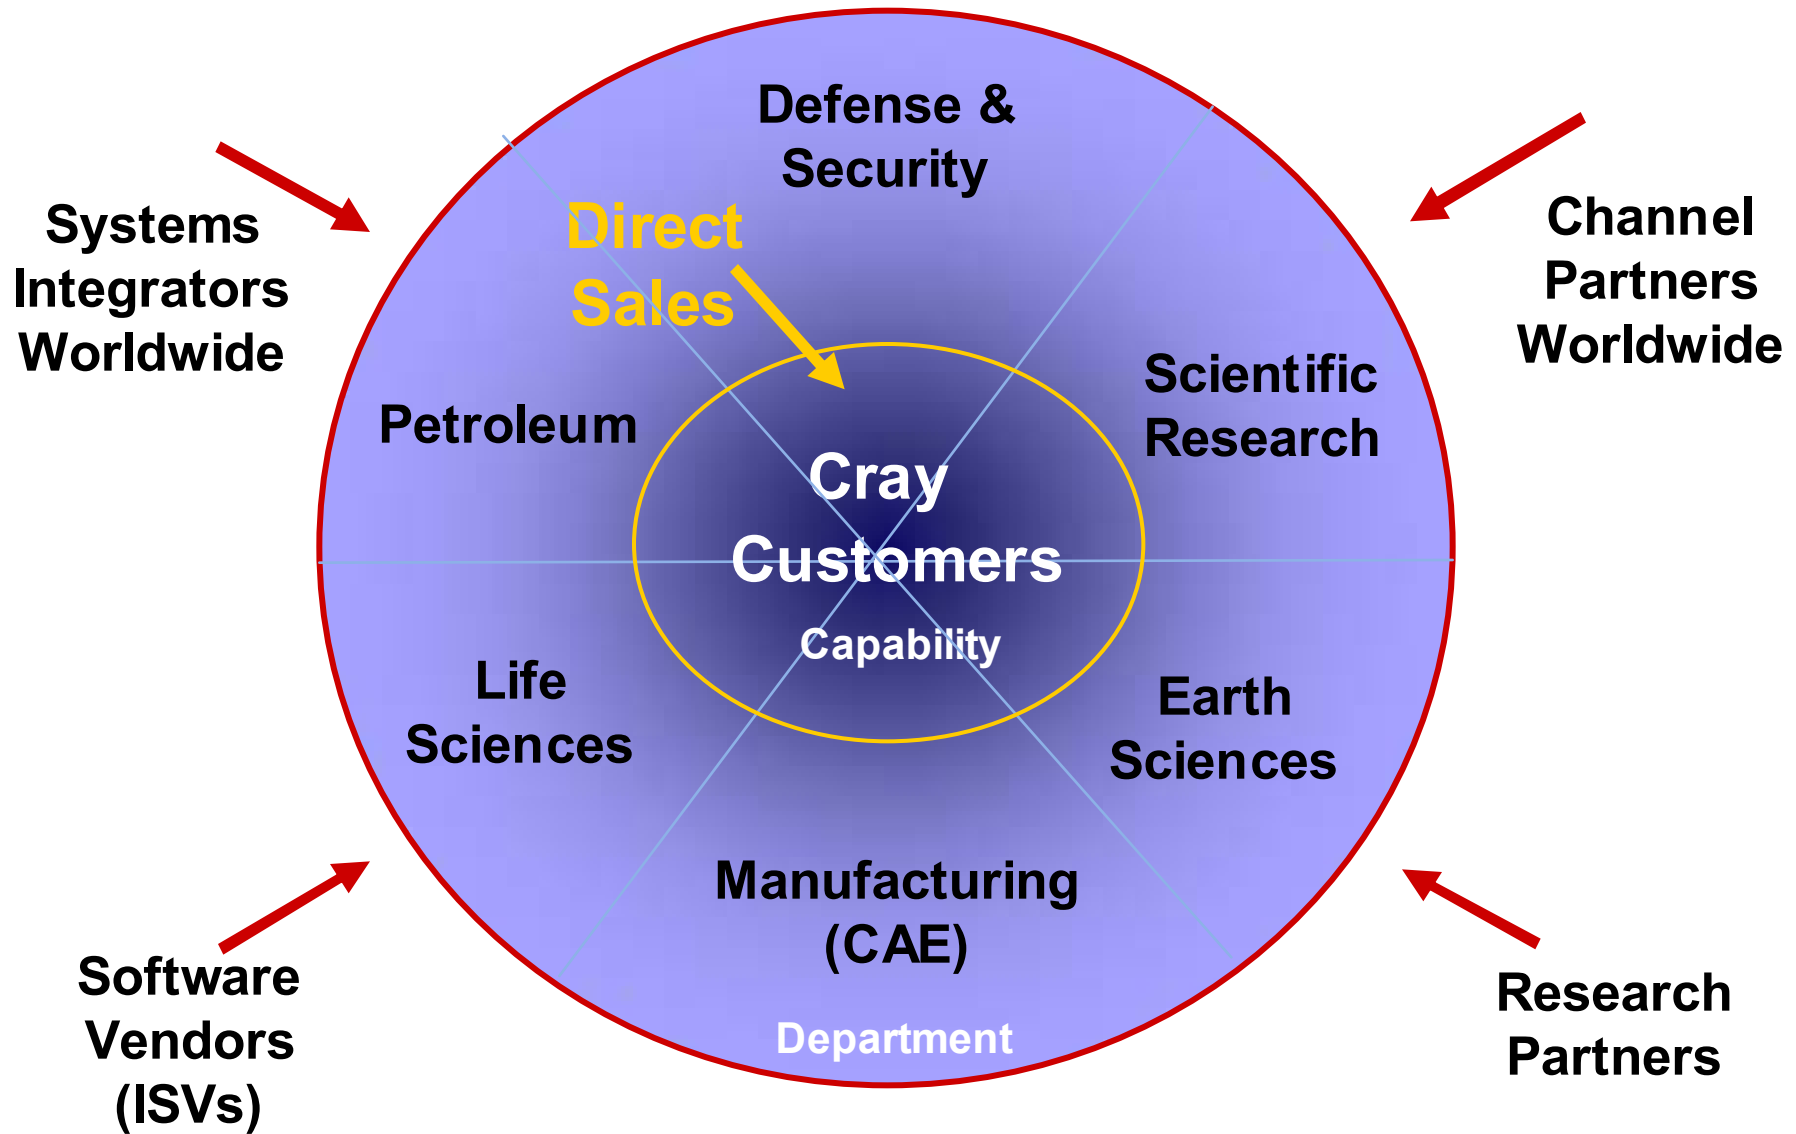 Defense &
Security
Direct
Sales
Systems
Integrators
Worldwide
Channel
Partners
Worldwide
Petroleum
Scientific
Research
Cray
Customers
Capability
Life
Sciences
Earth
Sciences
Manufacturing
(CAE)
Department
Software
Vendors
(ISVs)
Research
Partners